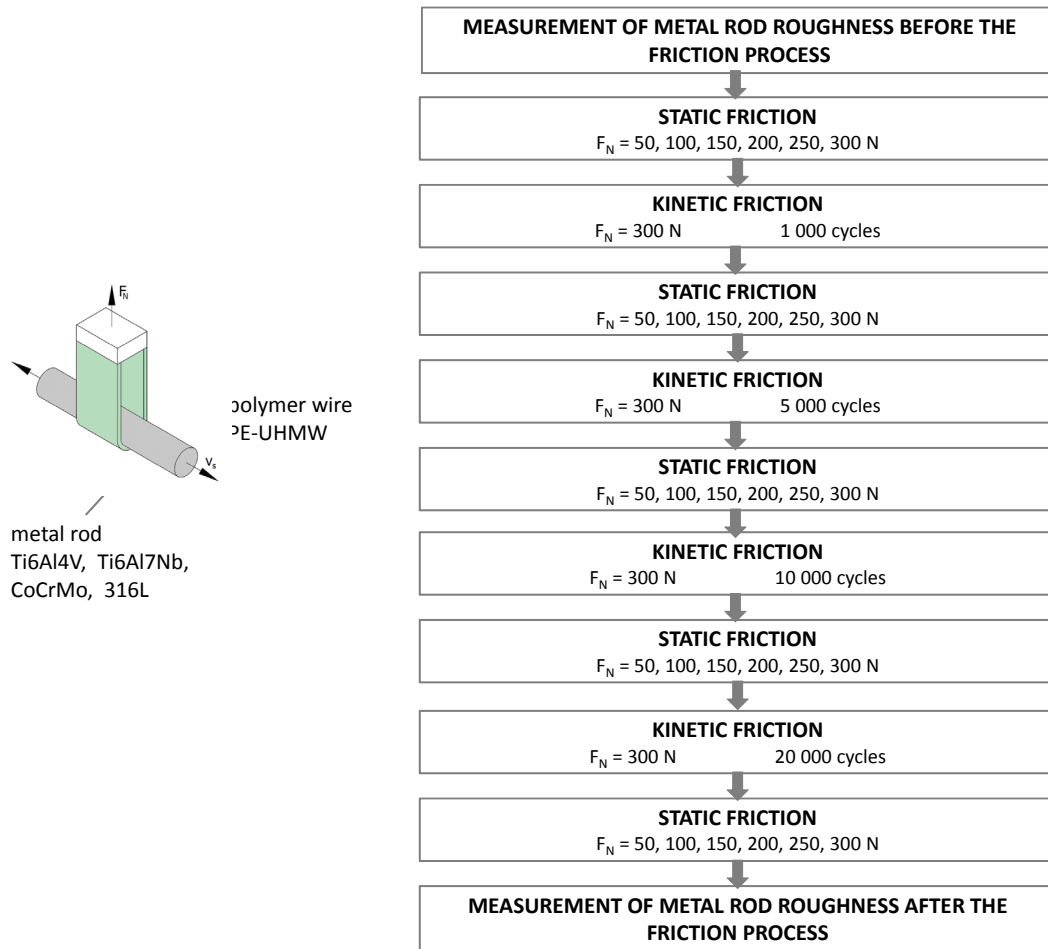 MEASUREMENT OF METAL ROD ROUGHNESS BEFORE THE
FRICTION PROCESS
STATIC FRICTION
F_N = 50, 100, 150, 200, 250, 300 N
KINETIC FRICTION
F_N = 300 N 1 000 cycles
STATIC FRICTION
F_N = 50, 100, 150, 200, 250, 300 N
KINETIC FRICTION
F_N = 300 N 5 000 cycles
STATIC FRICTION
F_N = 50, 100, 150, 200, 250, 300 N
KINETIC FRICTION
F_N = 300 N 10 000 cycles
STATIC FRICTION
F_N = 50, 100, 150, 200, 250, 300 N
KINETIC FRICTION
F_N = 300 N 20 000 cycles
STATIC FRICTION
F_N = 50, 100, 150, 200, 250, 300 N
MEASUREMENT OF METAL ROD ROUGHNESS AFTER THE
FRICTION PROCESS
F_N
polymer wire
PE-UHMW
v_s
metal rod
Ti6Al4V, Ti6Al7Nb,
CoCrMo, 316L